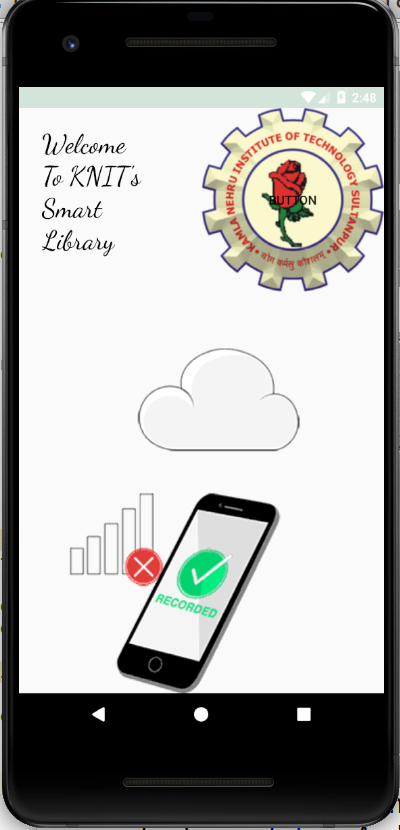 2:48
Welcome
To KNIT's
Smart
Library
KAMLA NEHRU INSTITUTE OF TECHNOLOGY SULTANPUR
BUTTON
योगः कर्मसु कौशलम्
RECORDED